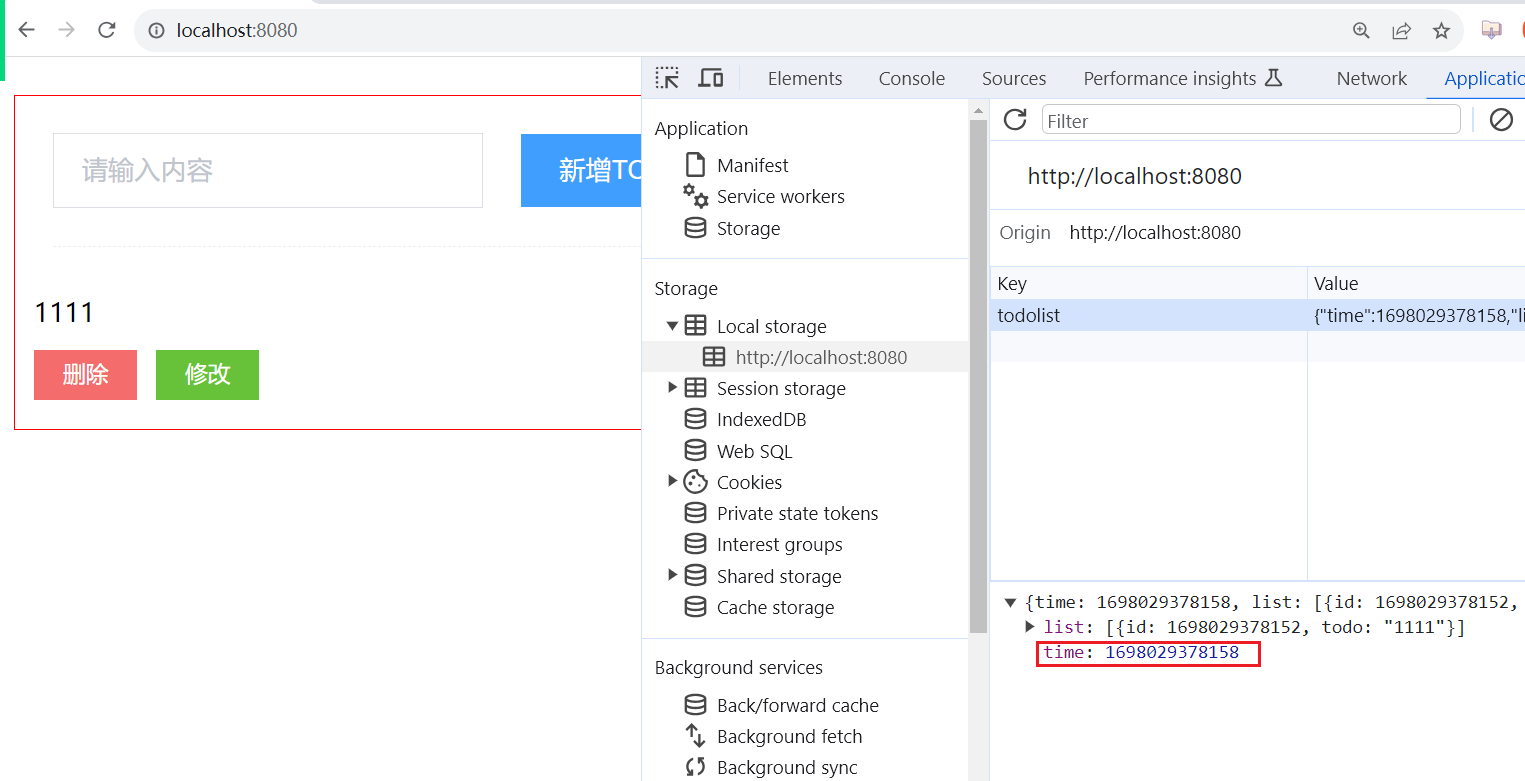 localhost:8080
Elements Console Sources Performance insights Network Applicatio
请输入内容
新增TO
1111
删除 修改
Application
Manifest
Service workers
Storage
Storage
Local storage
http://localhost:8080
Session storage
IndexedDB
Web SQL
Cookies
Private state tokens
Interest groups
Shared storage
Cache storage
Background services
Back/forward cache
Background fetch
Background sync
Filter
http://localhost:8080
Origin http://localhost:8080
Key Value
todolist {"time":1698029378158,"li
{time: 1698029378158, list: [{id: 1698029378152,
list: [{id: 1698029378152, todo: "1111"}]
time: 1698029378158